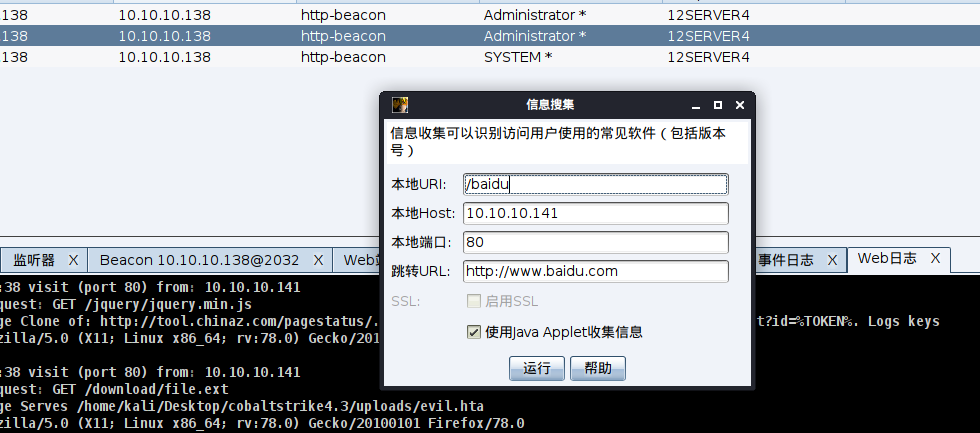 138 10.10.10.138 http-beacon Administrator * 12SERVER4
138 10.10.10.138 http-beacon Administrator * 12SERVER4
138 10.10.10.138 http-beacon SYSTEM * 12SERVER4
信息搜集
信息收集可以识别访问用户使用的常见软件（包括版本
号）
本地URI: /baidu
本地Host: 10.10.10.141
本地端口: 80
跳转URL: http://www.baidu.com
SSL: 启用SSL
使用Java Applet收集信息
运行 帮助
监听器 X Beacon 10.10.10.138@2032 X Web 事件日志 X Web日志 X
:38 visit (port 80) from: 10.10.10.141
quest: GET /jquery/jquery.min.js
ge Clone of: http://tool.chinaz.com/pagestatus/. t?id=%TOKEN%. Logs keys
zilla/5.0 (X11; Linux x86_64; rv:78.0) Gecko/201
:38 visit (port 80) from: 10.10.10.141
quest: GET /download/file.ext
ge Serves /home/kali/Desktop/cobaltstrike4.3/uploads/evil.hta
zilla/5.0 (X11; Linux x86_64; rv:78.0) Gecko/20100101 Firefox/78.0